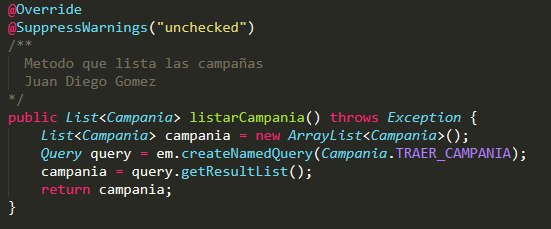 @Override
@SuppressWarnings("unchecked")
/**
  Metodo que lista las campañas
  Juan Diego Gomez
*/
public List<Campania> listarCampania() throws Exception {
    List<Campania> campania = new ArrayList<Campania>();
    Query query = em.createNamedQuery(Campania.TRAER_CAMPANIA);
    campania = query.getResultList();
    return campania;
}